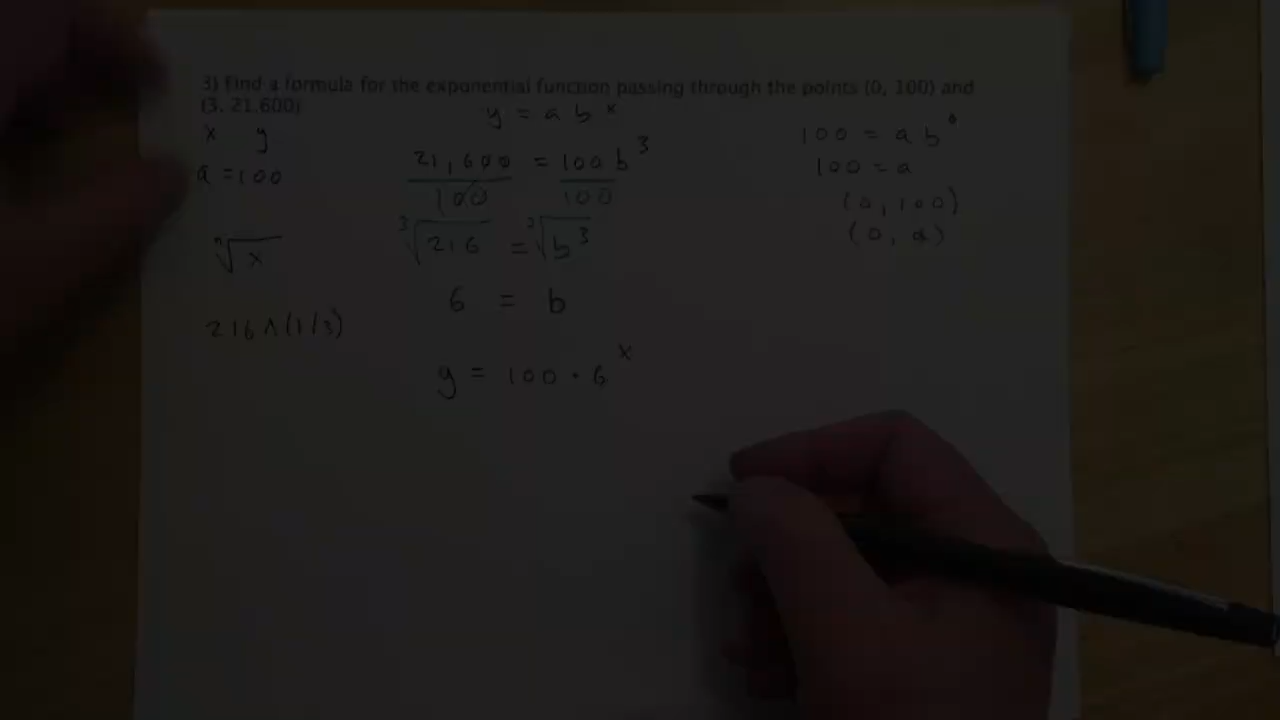 3) Find a formula for the exponential function passing through the points (0, 100) and
(3, 21,600)
x y
a = 100
ⁿ√x
216 ^ (1/3)
y = a b^x
21,600 = 100 b^3
100 100
³√216 = ³√b^3
6 = b
y = 100 · 6^x
100 = a b^0
100 = a
(0, 100)
(0, a)